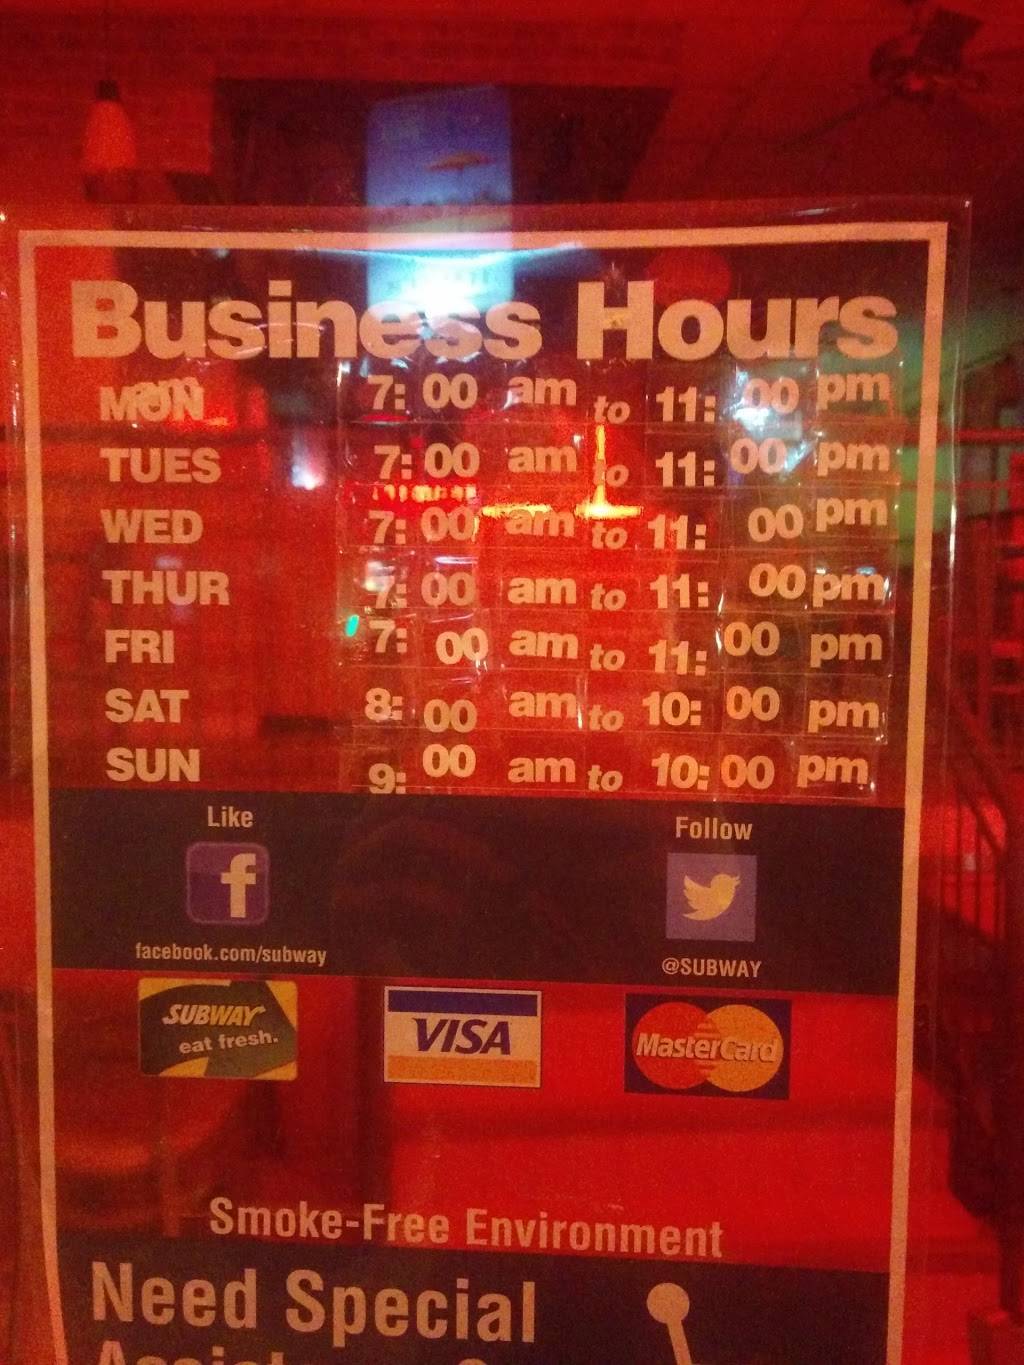 Business Hours
MON 7:00 am to 11:00 pm
TUES 7:00 am to 11:00 pm
WED 7:00 am to 11:00 pm
THUR 7:00 am to 11:00 pm
FRI 7:00 am to 11:00 pm
SAT 8:00 am to 10:00 pm
SUN 9:00 am to 10:00 pm
Like Follow
f
facebook.com/subway @SUBWAY
SUBWAY eat fresh. VISA MasterCard
Smoke-Free Environment
Need Special